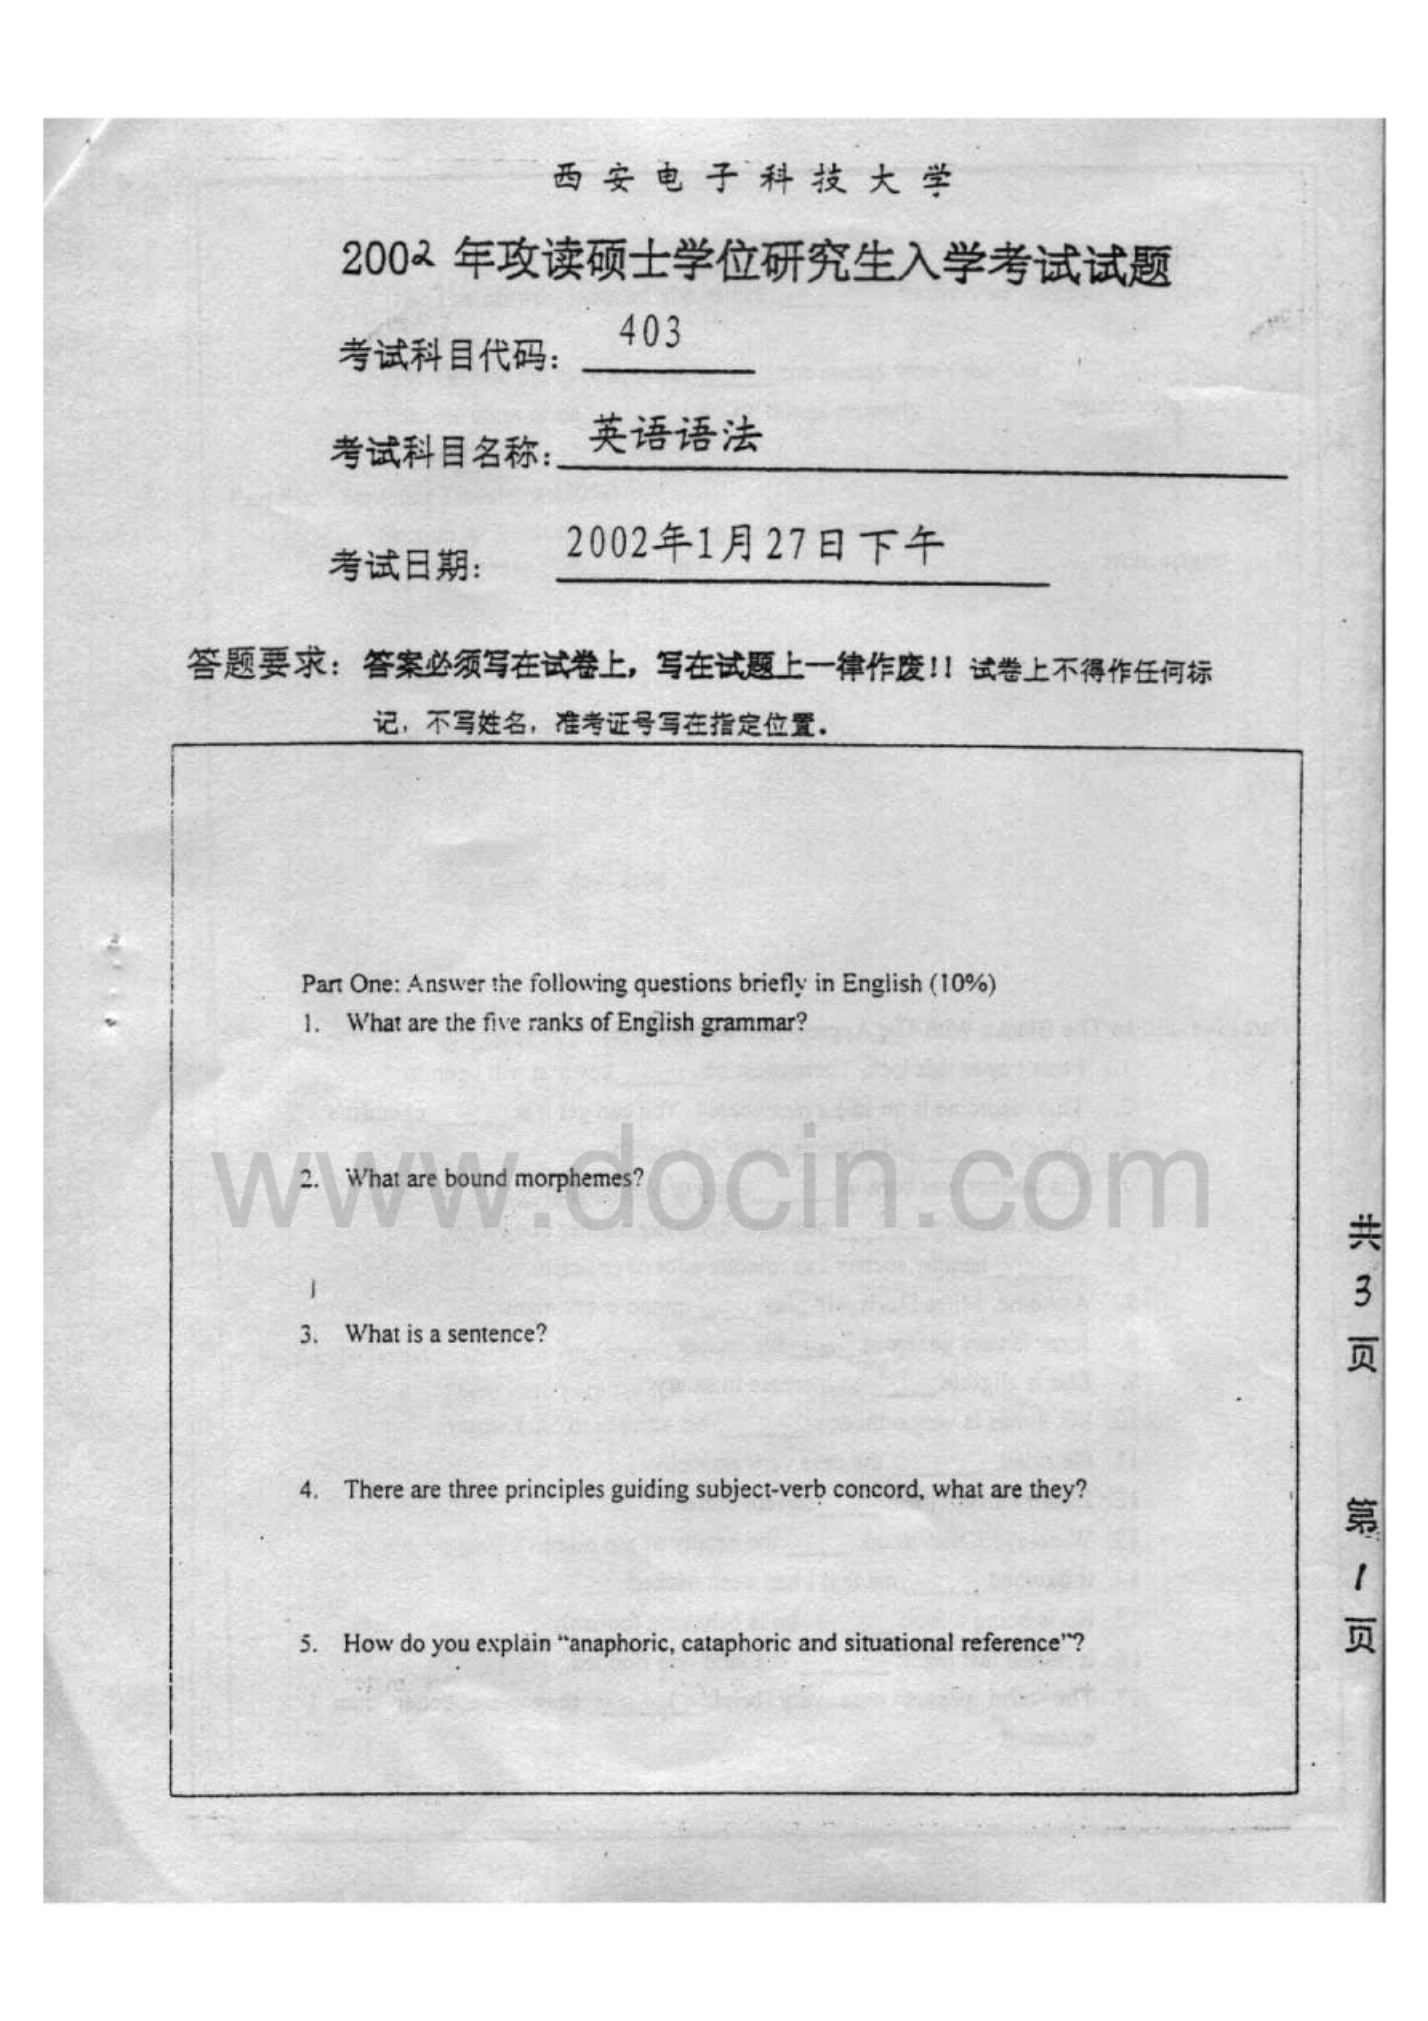 西安电子科技大学
2002年攻读硕士学位研究生入学考试试题
考试科目代码: 403
考试科目名称: 英语语法
考试日期: 2002年1月27日下午
答题要求: 答案必须写在试卷上, 写在试题上一律作废!! 试卷上不得作任何标
记, 不写姓名, 准考证号写在指定位置.
Part One: Answer the following questions briefly in English (10%)
1. What are the five ranks of English grammar?
2. What are bound morphemes?
3. What is a sentence?
4. There are three principles guiding subject-verb concord, what are they?
5. How do you explain "anaphoric, cataphoric and situational reference"?
共3页 第1页
www.docin.com